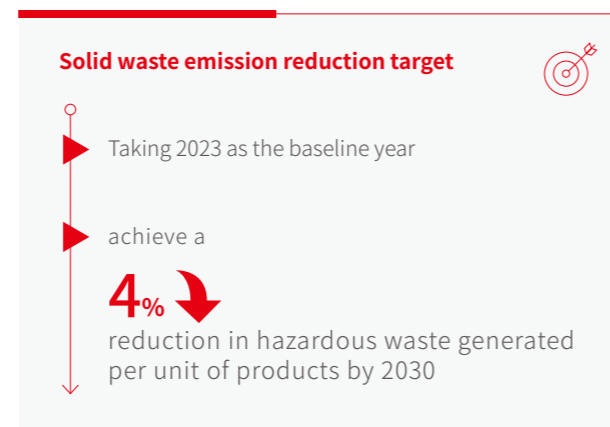 Solid waste emission reduction target
Taking 2023 as the baseline year
achieve a
4%
reduction in hazardous waste generated
per unit of products by 2030